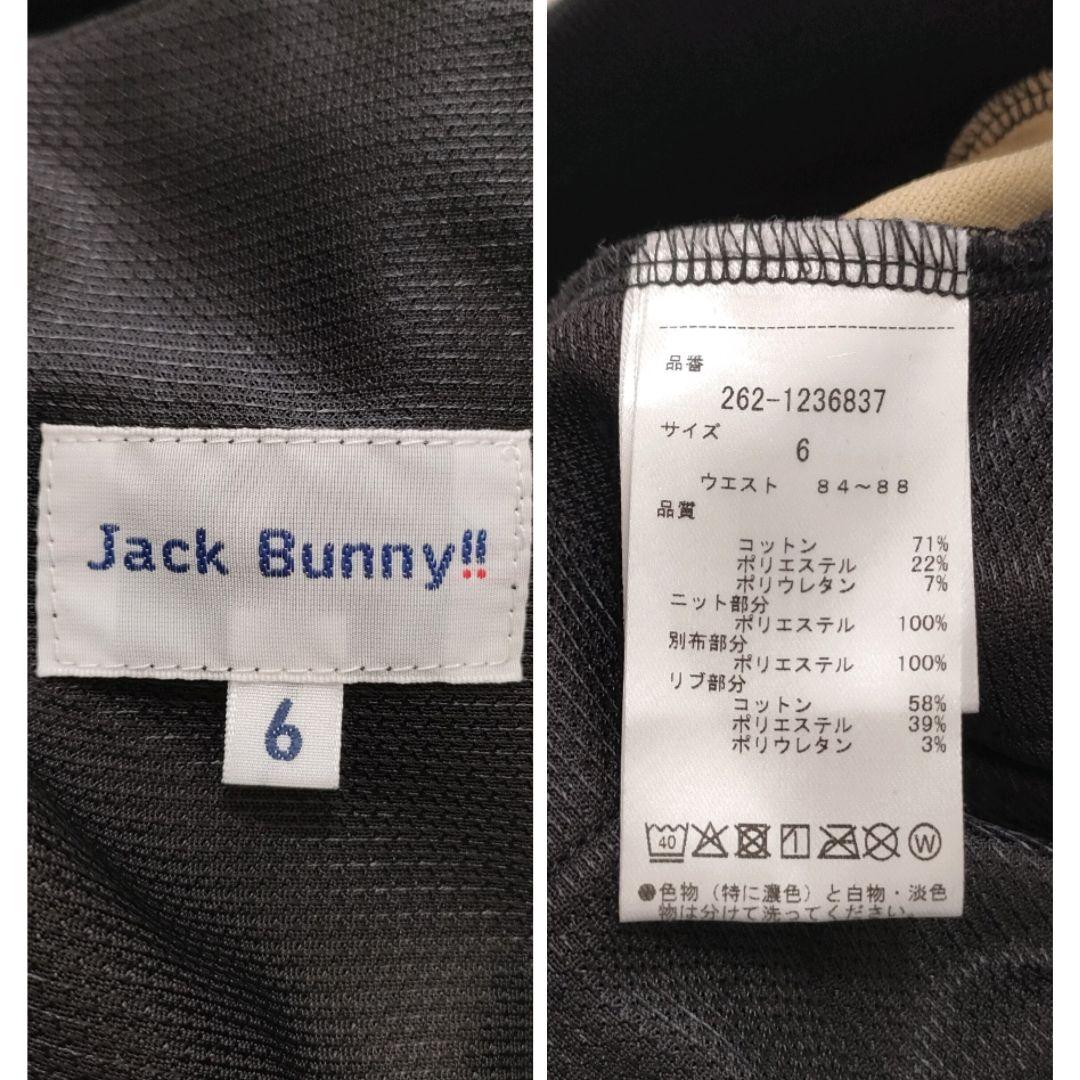 Jack Bunny!!
6
品番
262-1236837
サイズ
6
ウエスト 84〜88
品質
コットン 71%
ポリエステル 22%
ポリウレタン 7%
ニット部分
ポリエステル 100%
別布部分
ポリエステル 100%
リブ部分
コットン 58%
ポリエステル 39%
ポリウレタン 3%
40 W
●色物(特に濃色)と白物・淡色
物は分けて洗ってください。